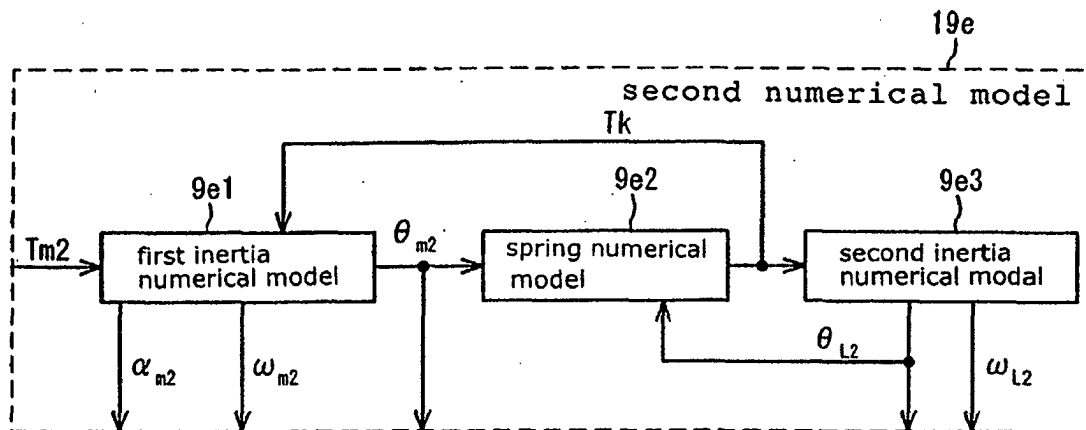 19e
second numerical model
Tk
9e1
9e2
9e3
Tm2
first inertia
numerical model
θm2
spring numerical
model
second inertia
numerical modal
αm2
ωm2
θL2
ωL2